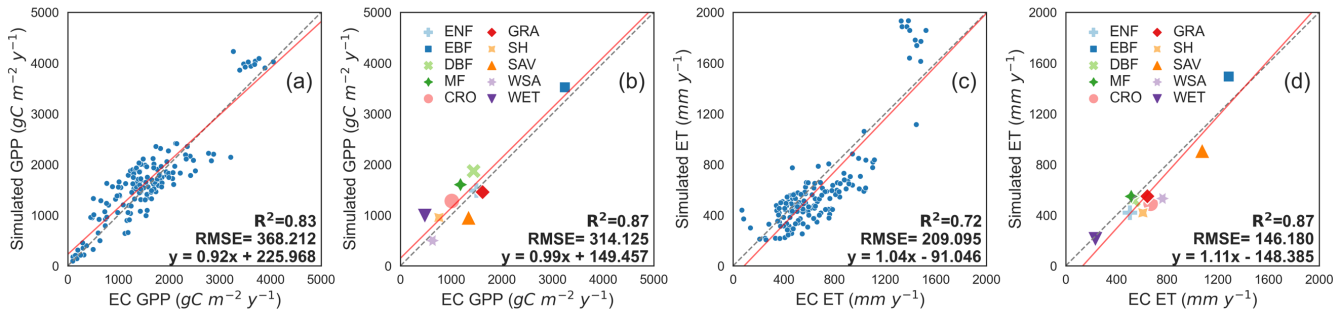 5000
4000
3000
2000
1000
0
0 1000 2000 3000 4000 5000
Simulated GPP (gC m⁻² y⁻¹)
EC GPP (gC m⁻² y⁻¹)
(a)
R²=0.83
RMSE= 368.212
y = 0.92x + 225.968
5000
4000
3000
2000
1000
0
0 1000 2000 3000 4000 5000
Simulated GPP (gC m⁻² y⁻¹)
EC GPP (gC m⁻² y⁻¹)
ENF GRA
EBF SH
DBF SAV
MF WSA
CRO WET
(b)
R²=0.87
RMSE= 314.125
y = 0.99x + 149.457
2000
1600
1200
800
400
0
0 400 800 1200 1600 2000
Simulated ET (mm y⁻¹)
EC ET (mm y⁻¹)
(c)
R²=0.72
RMSE= 209.095
y = 1.04x - 91.046
2000
1600
1200
800
400
0
0 400 800 1200 1600 2000
Simulated ET (mm y⁻¹)
EC ET (mm y⁻¹)
ENF GRA
EBF SH
DBF SAV
MF WSA
CRO WET
(d)
R²=0.87
RMSE= 146.180
y = 1.11x - 148.385